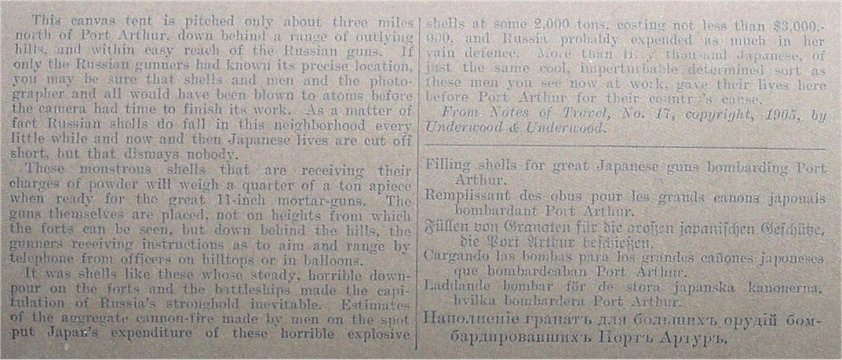 This canvas tent is pitched only about three miles
north of Port Arthur, down behind a range of outlying
hills, and within easy reach of the Russian guns. If
only the Russian gunners had known its precise location,
you may be sure that shells and men and the photo-
grapher and all would have been blown to atoms before
the camera had time to finish its work. As a matter of
fact Russian shells do fall in this neighborhood every
little while and now and then Japanese lives are cut off
short, but that dismays nobody.
These monstrous shells that are receiving their
charges of powder will weigh a quarter of a ton apiece
when ready for the great 11-inch mortar-guns. The
guns themselves are placed, not on heights from which
the forts can be seen, but down behind the hills, the
gunners receiving instructions as to aim and range by
telephone from officers on hilltops or in balloons.
It was shells like these whose steady, horrible down-
pour on the forts and the battleships made the capi-
tulation of Russia's stronghold inevitable. Estimates
of the aggregate cannon-fire made by men on the spot
put Japan's expenditure of these horrible explosive
shells at some 2,000 tons, costing not less than $3,000,-
000, and Russia probably expended as much in her
vain defence. More than thousand Japanese, of
just the same cool, imperturbable, determined sort as
these men you see now at work, gave their lives here
before Port Arthur for their country's cause.
From Notes of Travel, No. 17, copyright, 1905, by
Underwood & Underwood.
Filling shells for great Japanese guns bombarding Port
Arthur.
Remplissant des obus pour les grands canons japonais
bombardant Port Arthur.
Füllen von Granaten für die großen japanischen Geschütze,
die Port Arthur beschießen.
Cargando las bombas para los grandes cañones japoneses
que bombardeaban Port Arthur.
Laddande bombar för de stora japanska kanonerna,
hvilka bombardera Port Arthur.
Наполненіе гранатъ для большихъ орудій бом-
бардировавшихъ Портъ Артуръ.